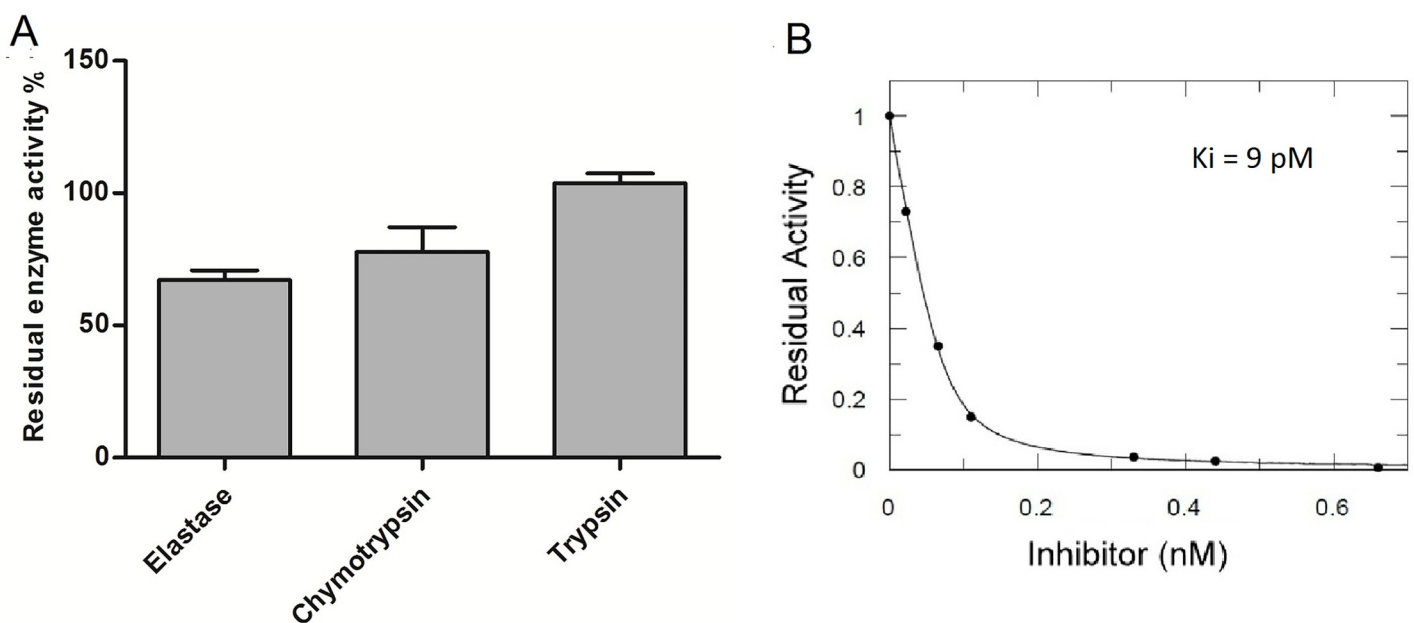 A
Residual enzyme activity %
150
100
50
0
Elastase
Chymotrypsin
Trypsin
B
Residual Activity
1
0.8
0.6
0.4
0.2
0
Ki = 9 pM
0
0.2
0.4
0.6
Inhibitor (nM)